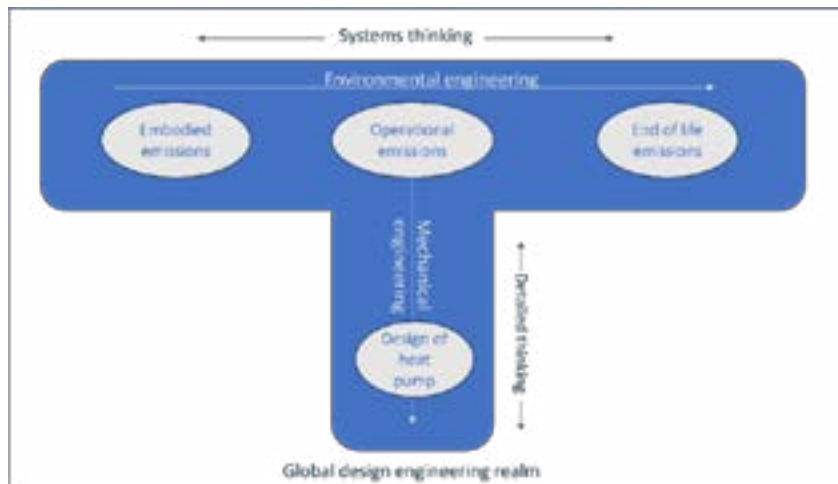 Systems thinking
Environmental engineering
Embodied
emissions
Operational
emissions
End of life
emissions
Mechanical
engineering
Detailed thinking
Design of
heat
pump
Global design engineering realm